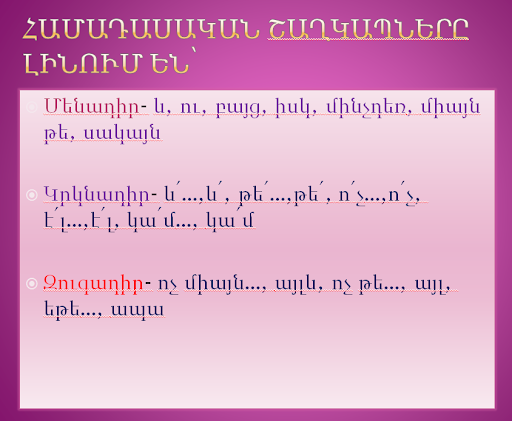 ՀԱՄԱԴԱՍԱԿԱՆ ՇԱՂԿԱՊՆԵՐԸ
ԼԻՆՈՒՄ ԵՆ՝
Մենադիր- և, ու, բայց, իսկ, մինչդեռ, միայն
թե, սակայն
Կրկնադիր- և՛...,և՛, թե՛...,թե՛, ո՛չ...,ո՛չ,
է՛լ...,է՛լ, կա՛մ..., կա՛մ
Զուգադիր- ոչ միայն..., այլև, ոչ թե..., այլ,
եթե..., ապա